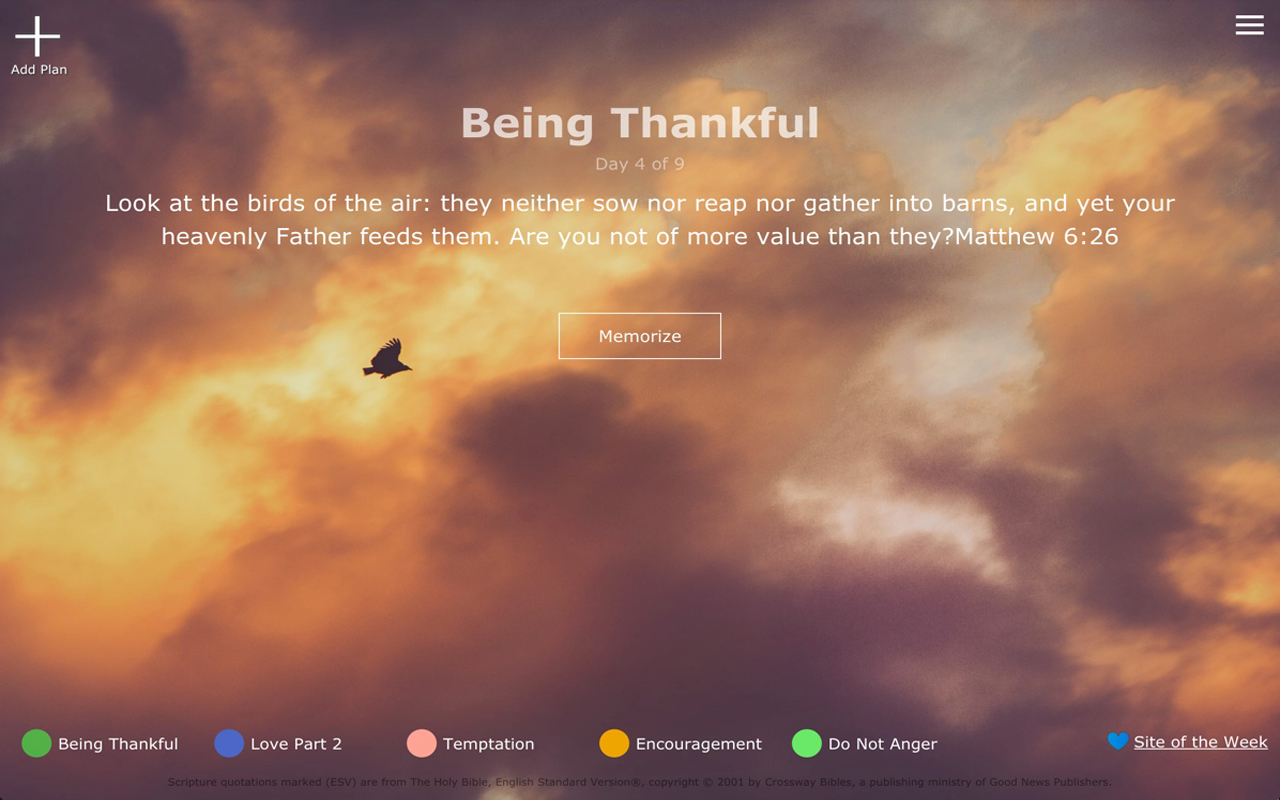 Add Plan
Being Thankful
Day 4 of 9
Look at the birds of the air: they neither sow nor reap nor gather into barns, and yet your
heavenly Father feeds them. Are you not of more value than they?Matthew 6:26
Memorize
Being Thankful
Love Part 2
Temptation
Encouragement
Do Not Anger
Site of the Week
Scripture quotations marked (ESV) are from The Holy Bible, English Standard Version®, copyright © 2001 by Crossway Bibles, a publishing ministry of Good News Publishers.